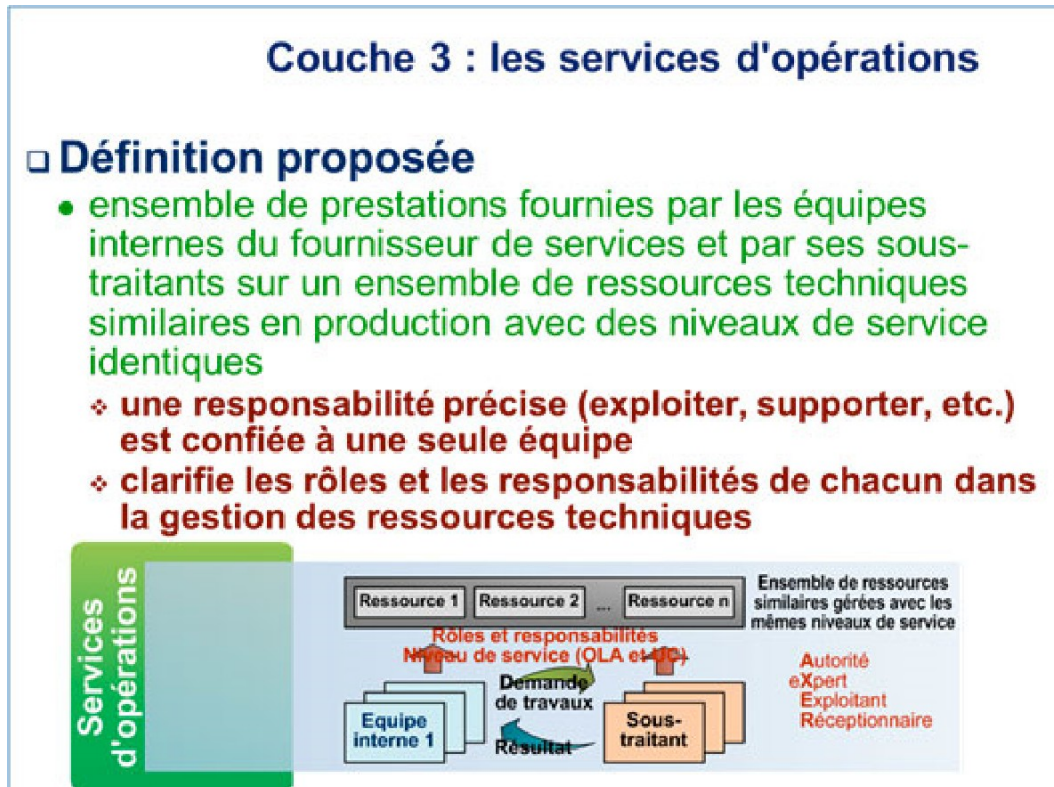 Couche 3 : les services d'opérations
Définition proposée
ensemble de prestations fournies par les équipes
internes du fournisseur de services et par ses sous-
traitants sur un ensemble de ressources techniques
similaires en production avec des niveaux de service
identiques
une responsabilité précise (exploiter, supporter, etc.)
est confiée à une seule équipe
clarifie les rôles et les responsabilités de chacun dans
la gestion des ressources techniques
Services
d'opérations
Ressource 1
Ressource 2
...
Ressource n
Ensemble de ressources
similaires gérées avec les
mêmes niveaux de service
Rôles et responsabilités
Niveau de service (OLA et UC)
Demande
de travaux
Equipe
interne 1
Résultat
Sous-
traitant
Autorité
eXpert
Exploitant
Réceptionnaire